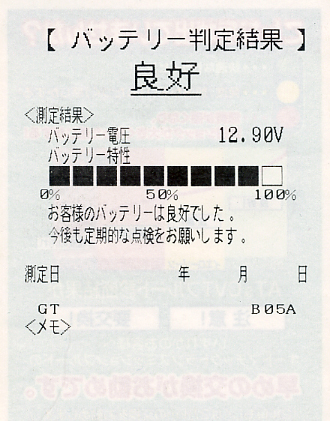 【 バッテリー判定結果 】
良好
<測定結果>
バッテリー電圧 12.90V
バッテリー特性
0% 50% 100%
お客様のバッテリーは良好でした。
今後も定期的な点検をお願いします。
測定日 年 月 日
GT B05A
<メモ>